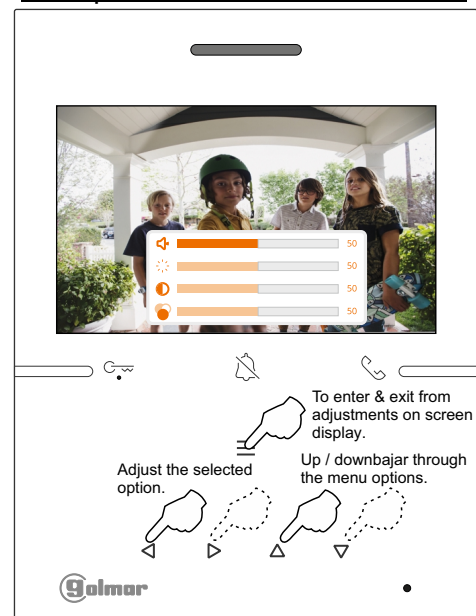 50
50
50
50
To enter & exit from
adjustments on screen
display.
Adjust the selected
option.
Up / downbajar through
the menu options.
golmar